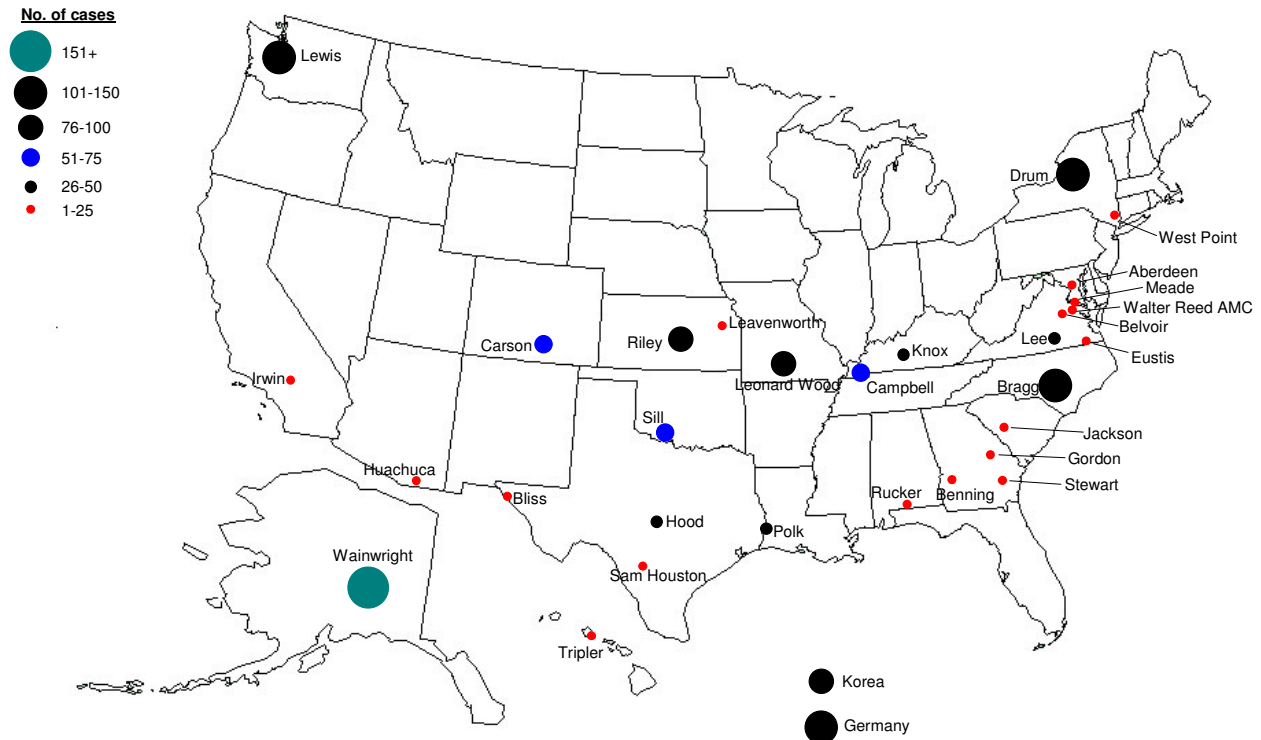 No. of cases
151+
101-150
76-100
51-75
26-50
1-25
Lewis
Drum
West Point
Aberdeen
Meade
Walter Reed AMC
Belvoir
Leavenworth
Riley
Carson
Lee
Knox
Eustis
Irwin
Leonard Wood
Campbell
Bragg
Sill
Jackson
Gordon
Huachuca
Stewart
Rucker
Benning
Bliss
Hood
Polk
Wainwright
Sam Houston
Tripler
Korea
Germany